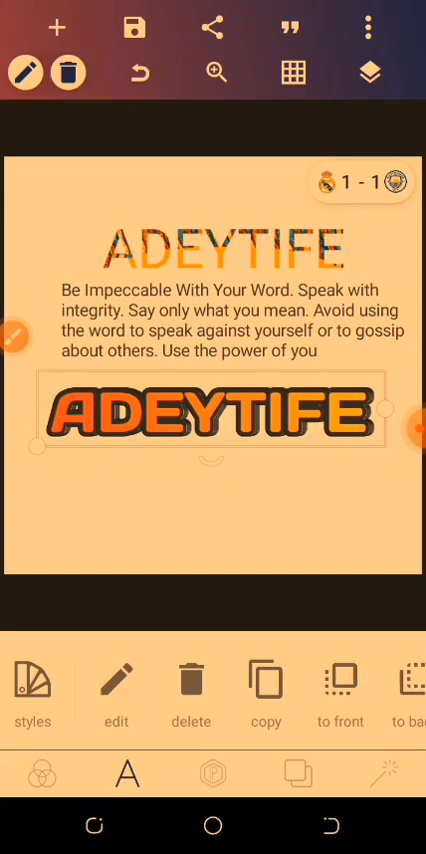 1 - 1
ADEYTIFE
Be Impeccable With Your Word. Speak with
integrity. Say only what you mean. Avoid using
the word to speak against yourself or to gossip
about others. Use the power of you
ADEYTIFE
styles
edit
delete
copy
to front
to ba
A